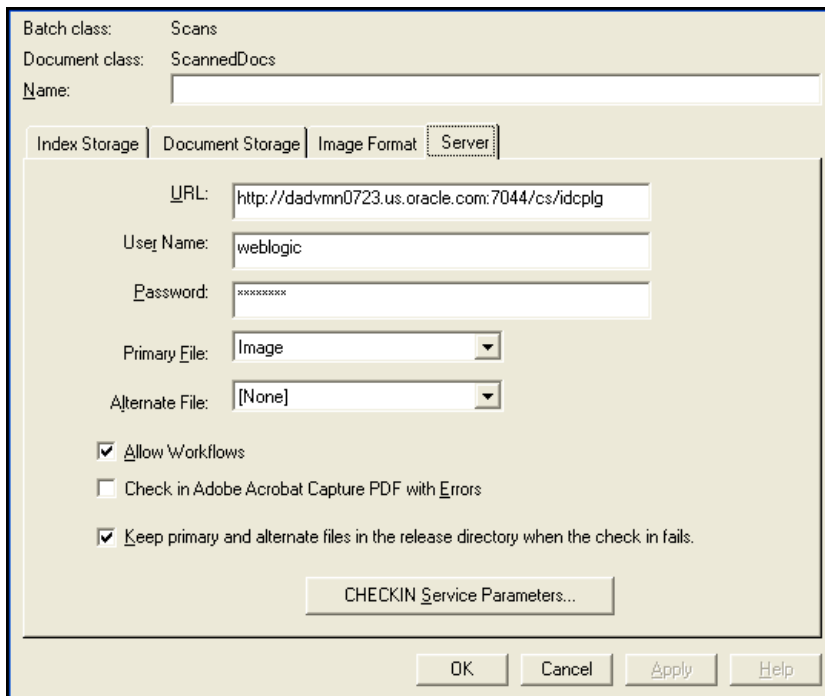 Batch class: Scans
Document class: ScannedDocs
Name:
Index Storage Document Storage Image Format Server
URL: http://dadvmn0723.us.oracle.com:7044/cs/idcplg
User Name: weblogic
Password: ********
Primary File: Image
Alternate File: [None]
Allow Workflows
Check in Adobe Acrobat Capture PDF with Errors
Keep primary and alternate files in the release directory when the check in fails.
CHECKIN Service Parameters...
OK Cancel Apply Help